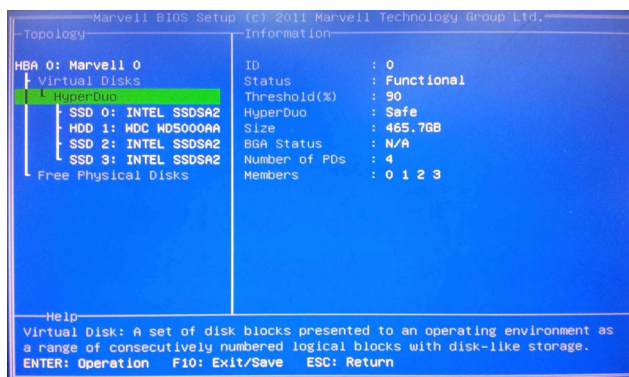 Marvell BIOS Setup (c) 2011 Marvell Technology Group Ltd.
Topology
Information
HBA 0: Marvell 0
Virtual Disks
HyperDuo
SSD 0: INTEL SSDSA2
HDD 1: WDC WD5000AA
SSD 2: INTEL SSDSA2
SSD 3: INTEL SSDSA2
Free Physical Disks
ID : 0
Status : Functional
Threshold(%) : 90
HyperDuo : Safe
Size : 465.7GB
BGA Status : N/A
Number of PDs : 4
Members : 0 1 2 3
Help
Virtual Disk: A set of disk blocks presented to an operating environment as
a range of consecutively numbered logical blocks with disk-like storage.
ENTER: Operation F10: Exit/Save ESC: Return